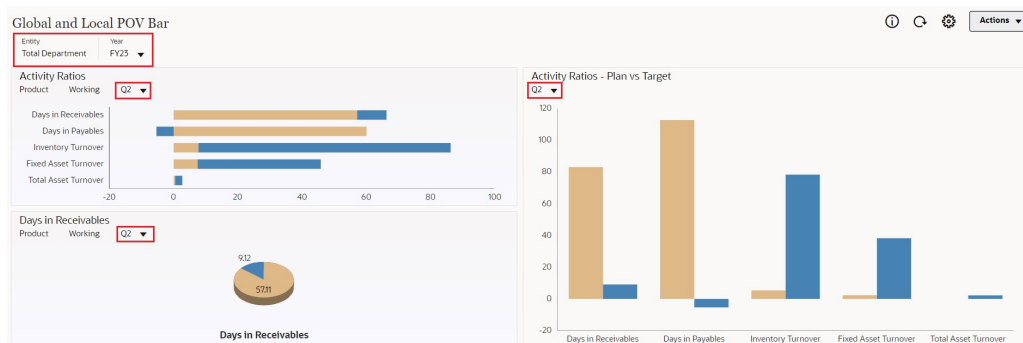 Global and Local POV Bar
Actions
Entity Year
Total Department FY23
Activity Ratios
Product Working Q2
Days in Receivables
Days in Payables
Inventory Turnover
Fixed Asset Turnover
Total Asset Turnover
-20 0 20 40 60 80 100
Days in Receivables
Product Working Q2
9.12
57.11
Days in Receivables
Activity Ratios - Plan vs Target
Q2
120
100
80
60
40
20
0
-20
Days in Receivables Days in Payables Inventory Turnover Fixed Asset Turnover Total Asset Turnover